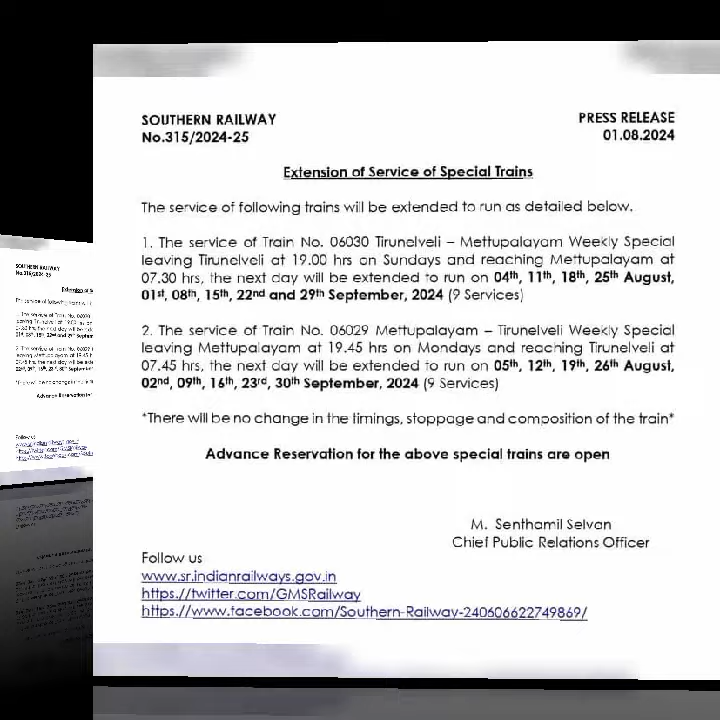 SOUTHERN RAILWAY
No.315/2024-25
PRESS RELEASE
01.08.2024
Extension of Service of Special Trains
The service of following trains will be extended to run as detailed below.
1. The service of Train No. 06030 Tirunelveli – Mettupalayam Weekly Special
leaving Tirunelveli at 19.00 hrs on Sundays and reaching Mettupalayam at
07.30 hrs, the next day will be extended to run on 04th, 11th, 18th, 25th August,
01st, 08th, 15th, 22nd and 29th September, 2024 (9 Services)
2. The service of Train No. 06029 Mettupalayam – Tirunelveli Weekly Special
leaving Mettupalayam at 19.45 hrs on Mondays and reaching Tirunelveli at
07.45 hrs, the next day will be extended to run on 05th, 12th, 19th, 26th August,
02nd, 09th, 16th, 23rd, 30th September, 2024 (9 Services)
*There will be no change in the timings, stoppage and composition of the train*
Advance Reservation for the above special trains are open
M. Senthamil Selvan
Chief Public Relations Officer
Follow us
www.sr.indianrailways.gov.in
https.//twitter.com/GMSRailway
https.//www.facebook.com/Southern-Railway-240606622749869/